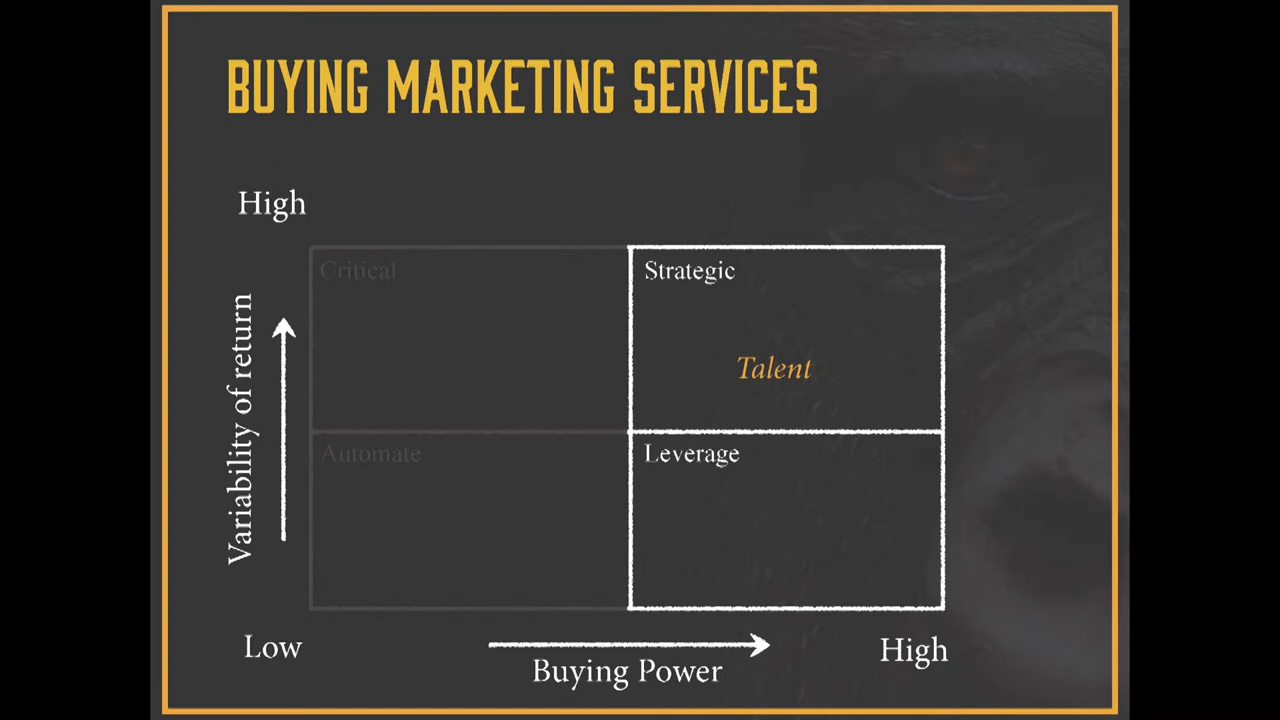 BUYING MARKETING SERVICES
High
Critical
Strategic
Talent
Variability of return
Automate
Leverage
Low
High
Buying Power